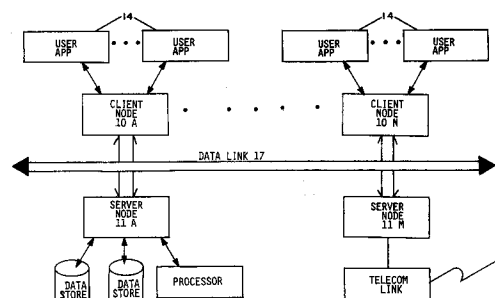 14
14
USER APP
USER APP
USER APP
USER APP
CLIENT NODE 10 A
CLIENT NODE 10 N
DATA LINK 17
SERVER NODE 11 A
SERVER NODE 11 M
DATA STORE
DATA STORE
PROCESSOR
TELECOM LINK